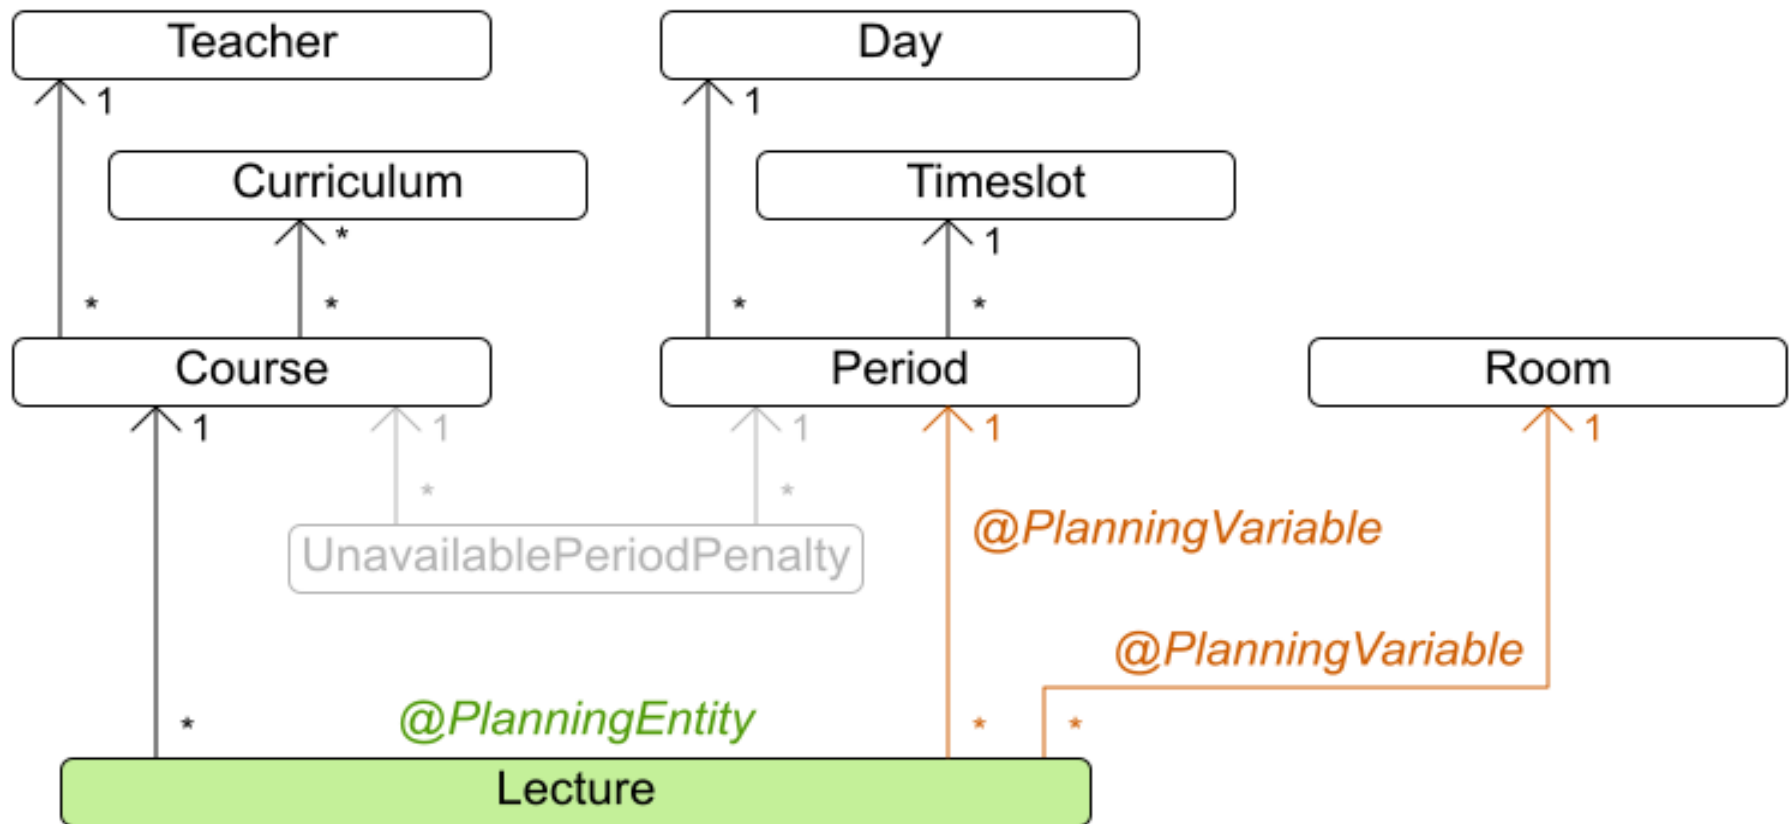 Teacher
Day
1
1
Curriculum
Timeslot
*
1
*
*
*
*
Course
Period
Room
1
1
1
1
1
*
*
@PlanningVariable
UnavailablePeriodPenalty
@PlanningVariable
*
@PlanningEntity
*
*
Lecture